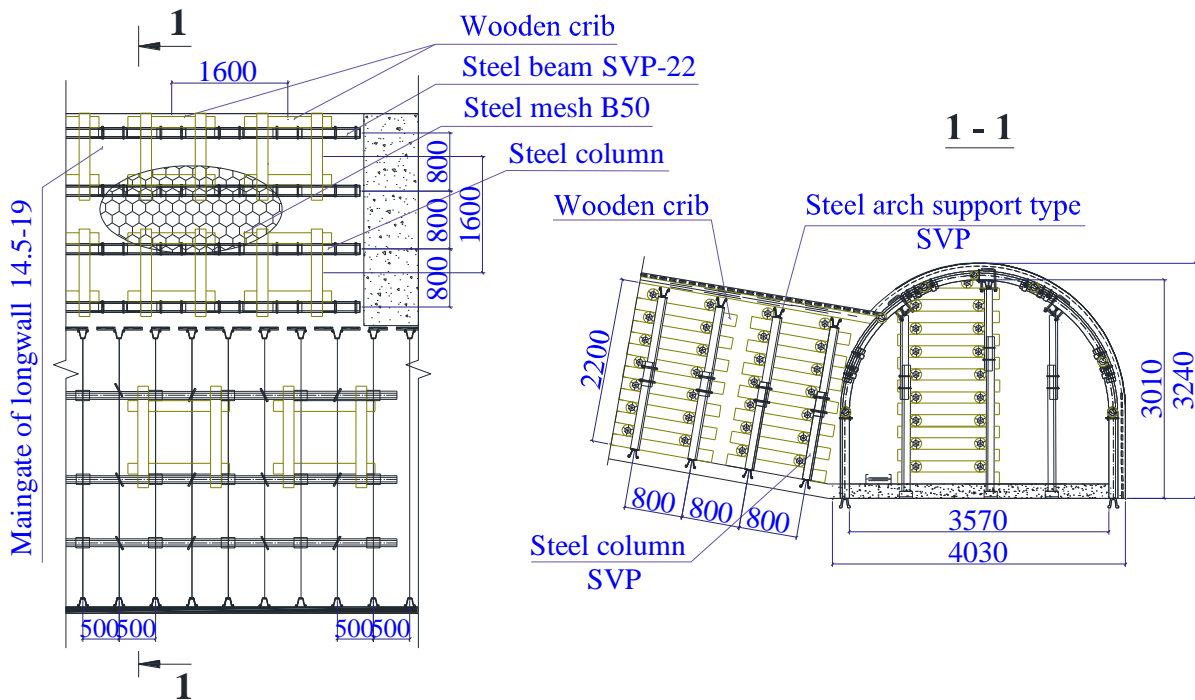 1
Wooden crib
1600
Steel beam SVP-22
Steel mesh B50
Steel column
800
800
800
1600
Maingate of longwall 14.5-19
500
500
500
500
1
1 - 1
Wooden crib
Steel arch support type
SVP
2200
800
800
800
Steel column
SVP
3010
3240
3570
4030